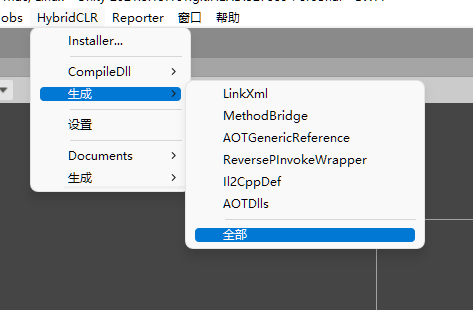 obs HybridCLR Reporter 窗口 帮助
Installer...
CompileDll
生成
设置
Documents
生成
LinkXml
MethodBridge
AOTGenericReference
ReversePInvokeWrapper
Il2CppDef
AOTDlls
全部